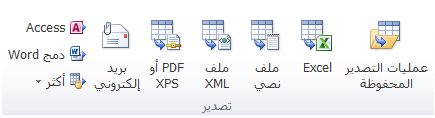 عمليات التصدير
المحفوظة
Excel
ملف
نصي
ملف
XML
PDF أو
XPS
بريد
إلكتروني
Access
دمج Word
أكثر
تصدير